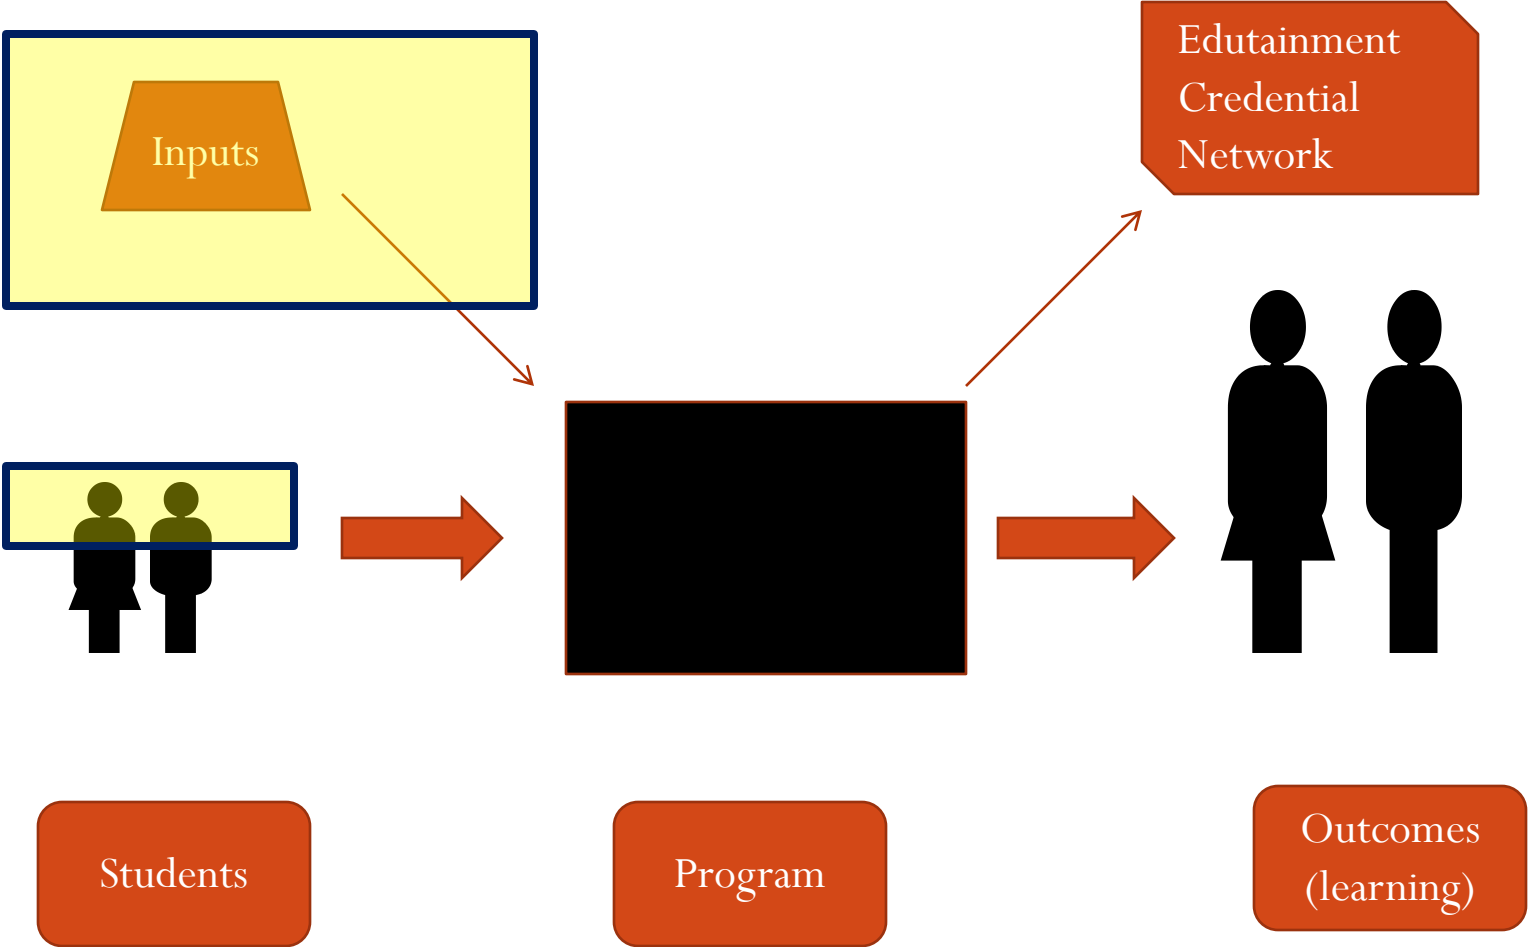 Inputs
Edutainment
Credential
Network
Students
Program
Outcomes
(learning)